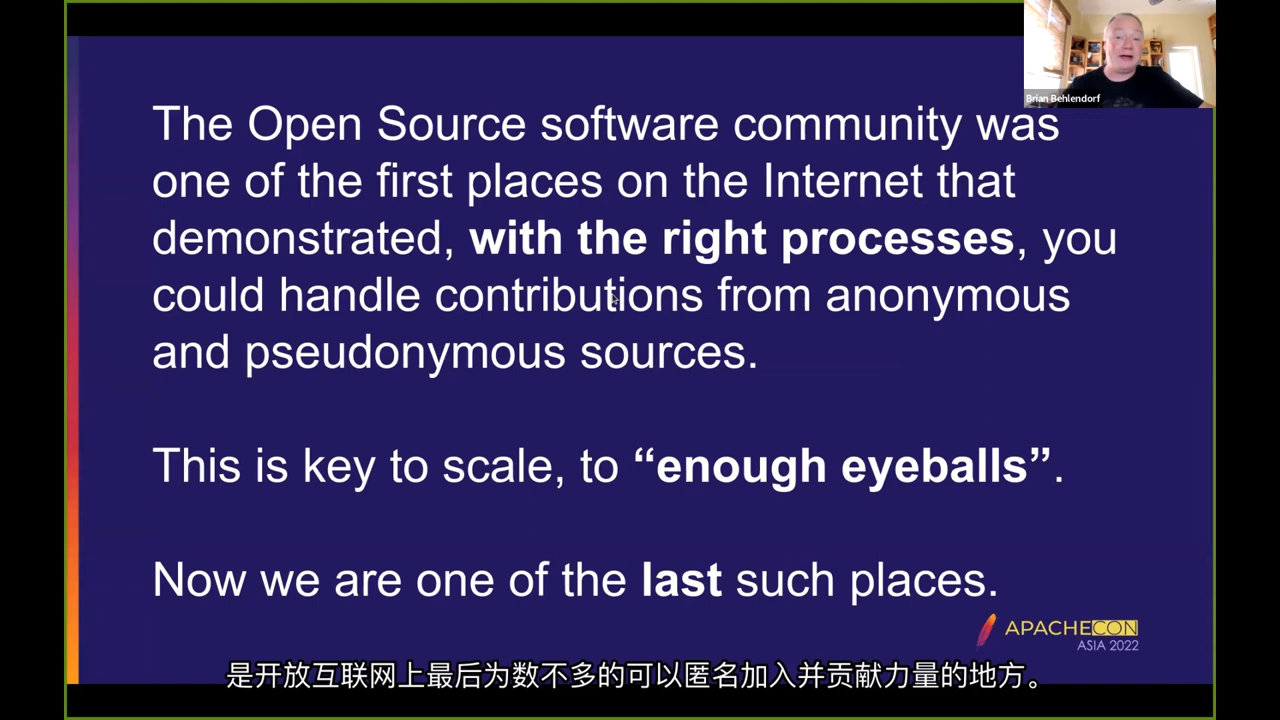 Brian Behlendorf
The Open Source software community was
one of the first places on the Internet that
demonstrated, with the right processes, you
could handle contributions from anonymous
and pseudonymous sources.
This is key to scale, to “enough eyeballs”.
Now we are one of the last such places.
APACHECON
ASIA 2022
是开放互联网上最后为数不多的可以匿名加入并贡献力量的地方。